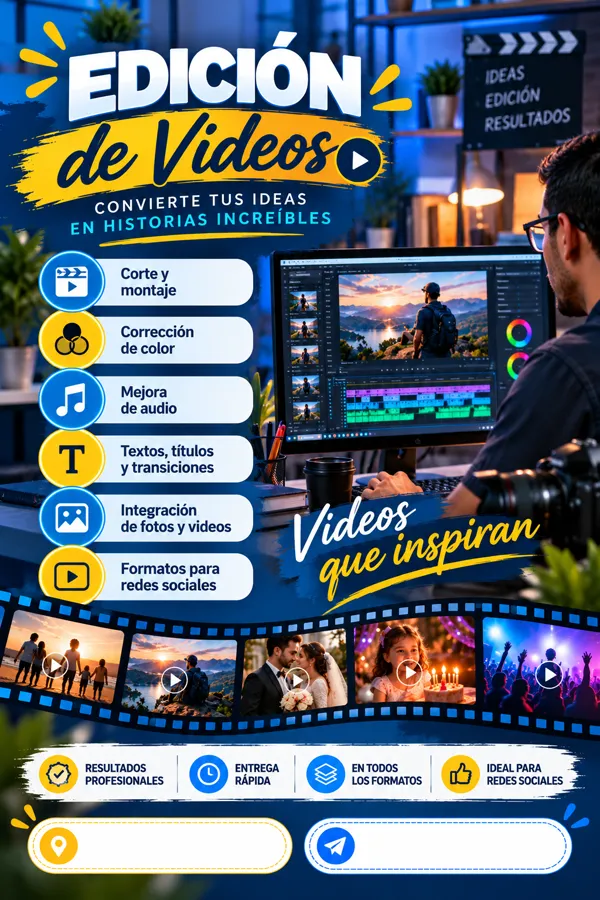 EDICIÓN
de Videos
CONVIERTE TUS IDEAS
EN HISTORIAS INCREÍBLES
IDEAS
EDICIÓN
RESULTADOS
Corte y
montaje
Corrección
de color
Mejora
de audio
T
Textos, títulos
y transiciones
Integración
de fotos y videos
Formatos para
redes sociales
Videos
que inspiran
RESULTADOS
PROFESIONALES
ENTREGA
RÁPIDA
EN TODOS
LOS FORMATOS
IDEAL PARA
REDES SOCIALES